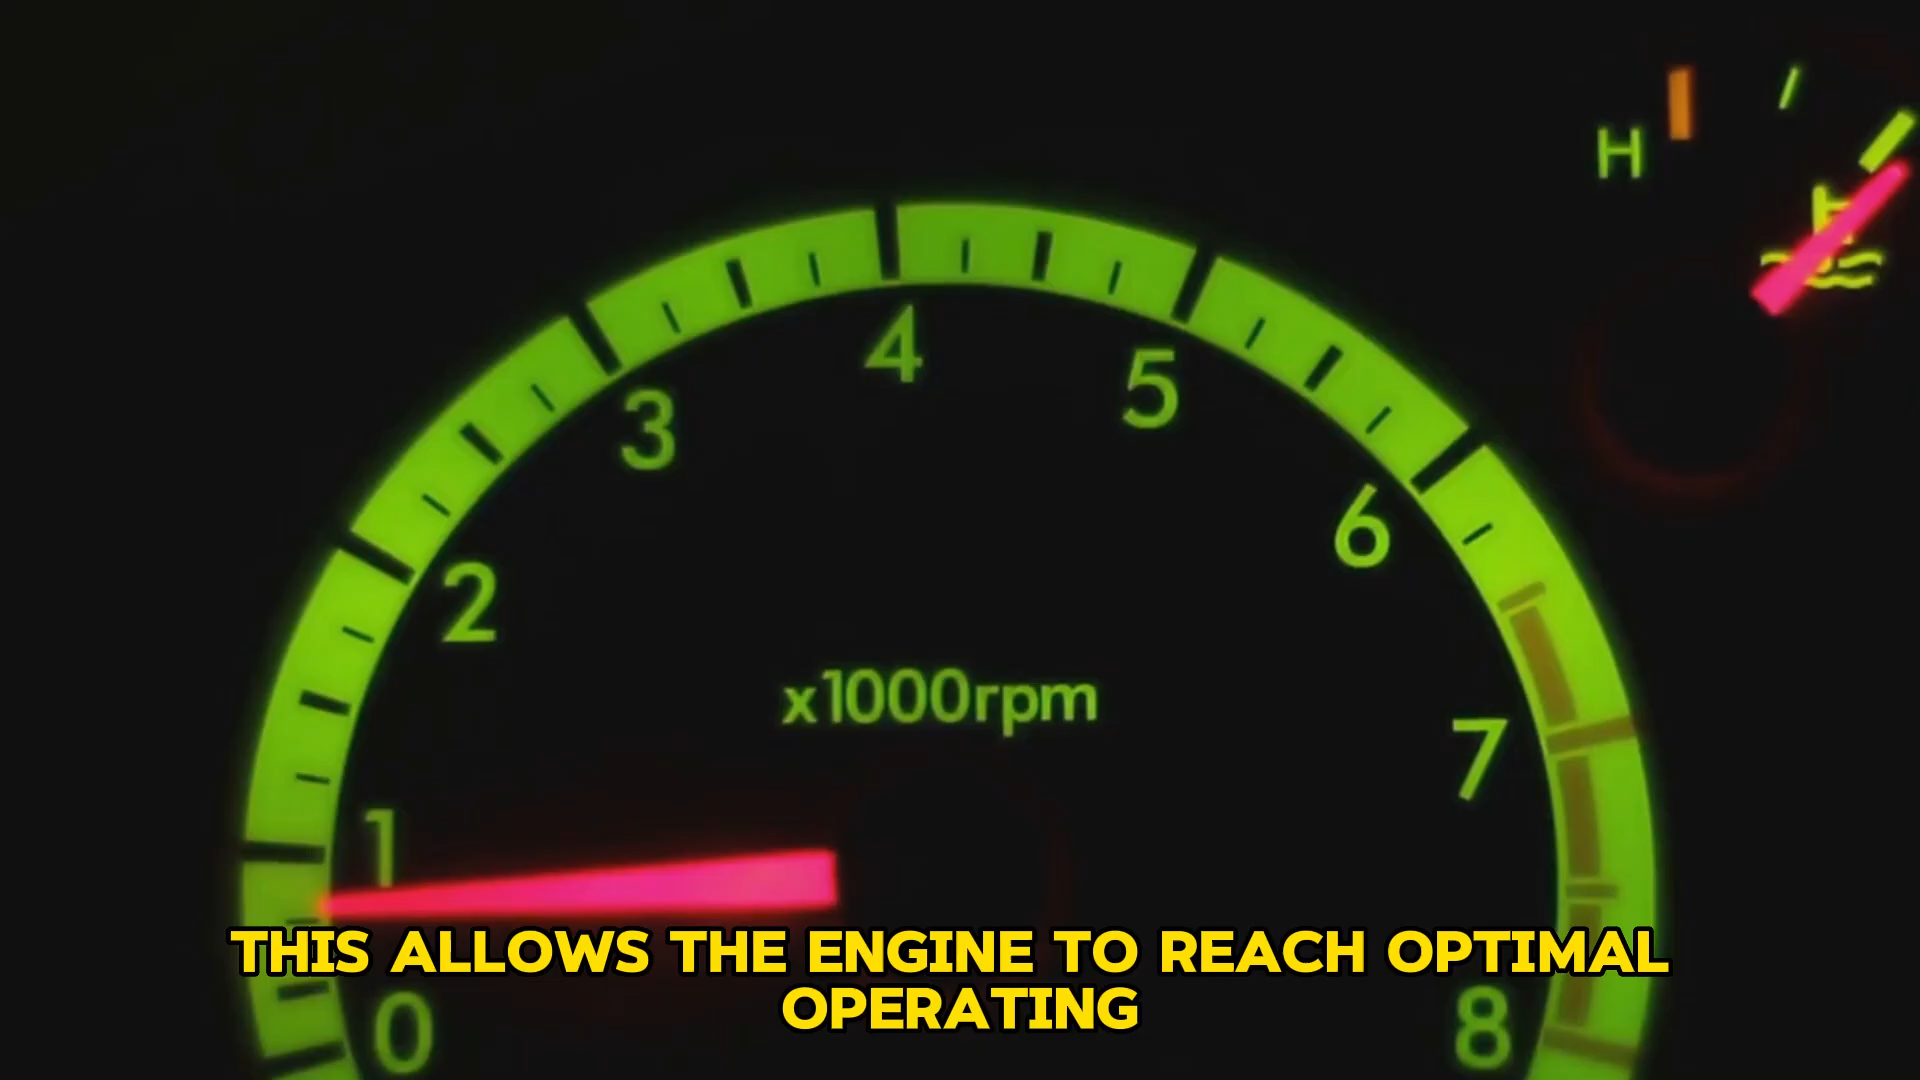 H
4
5
3
6
2
x1000rpm
7
1
THIS ALLOWS THE ENGINE TO REACH OPTIMAL
OPERATING
0
8